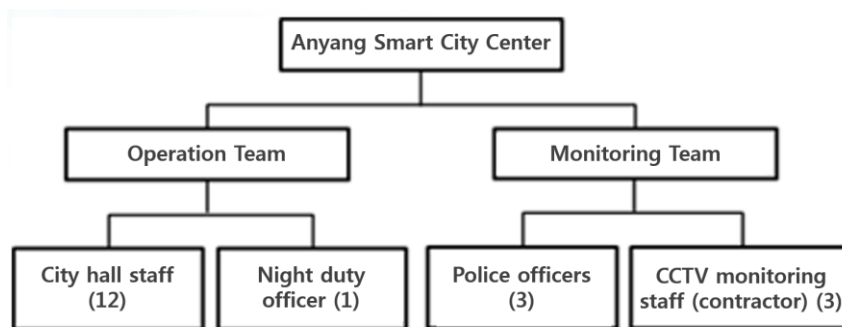 Anyang Smart City Center
Operation Team
Monitoring Team
City hall staff
(12)
Night duty
officer (1)
Police officers
(3)
CCTV monitoring
staff (contractor) (3)